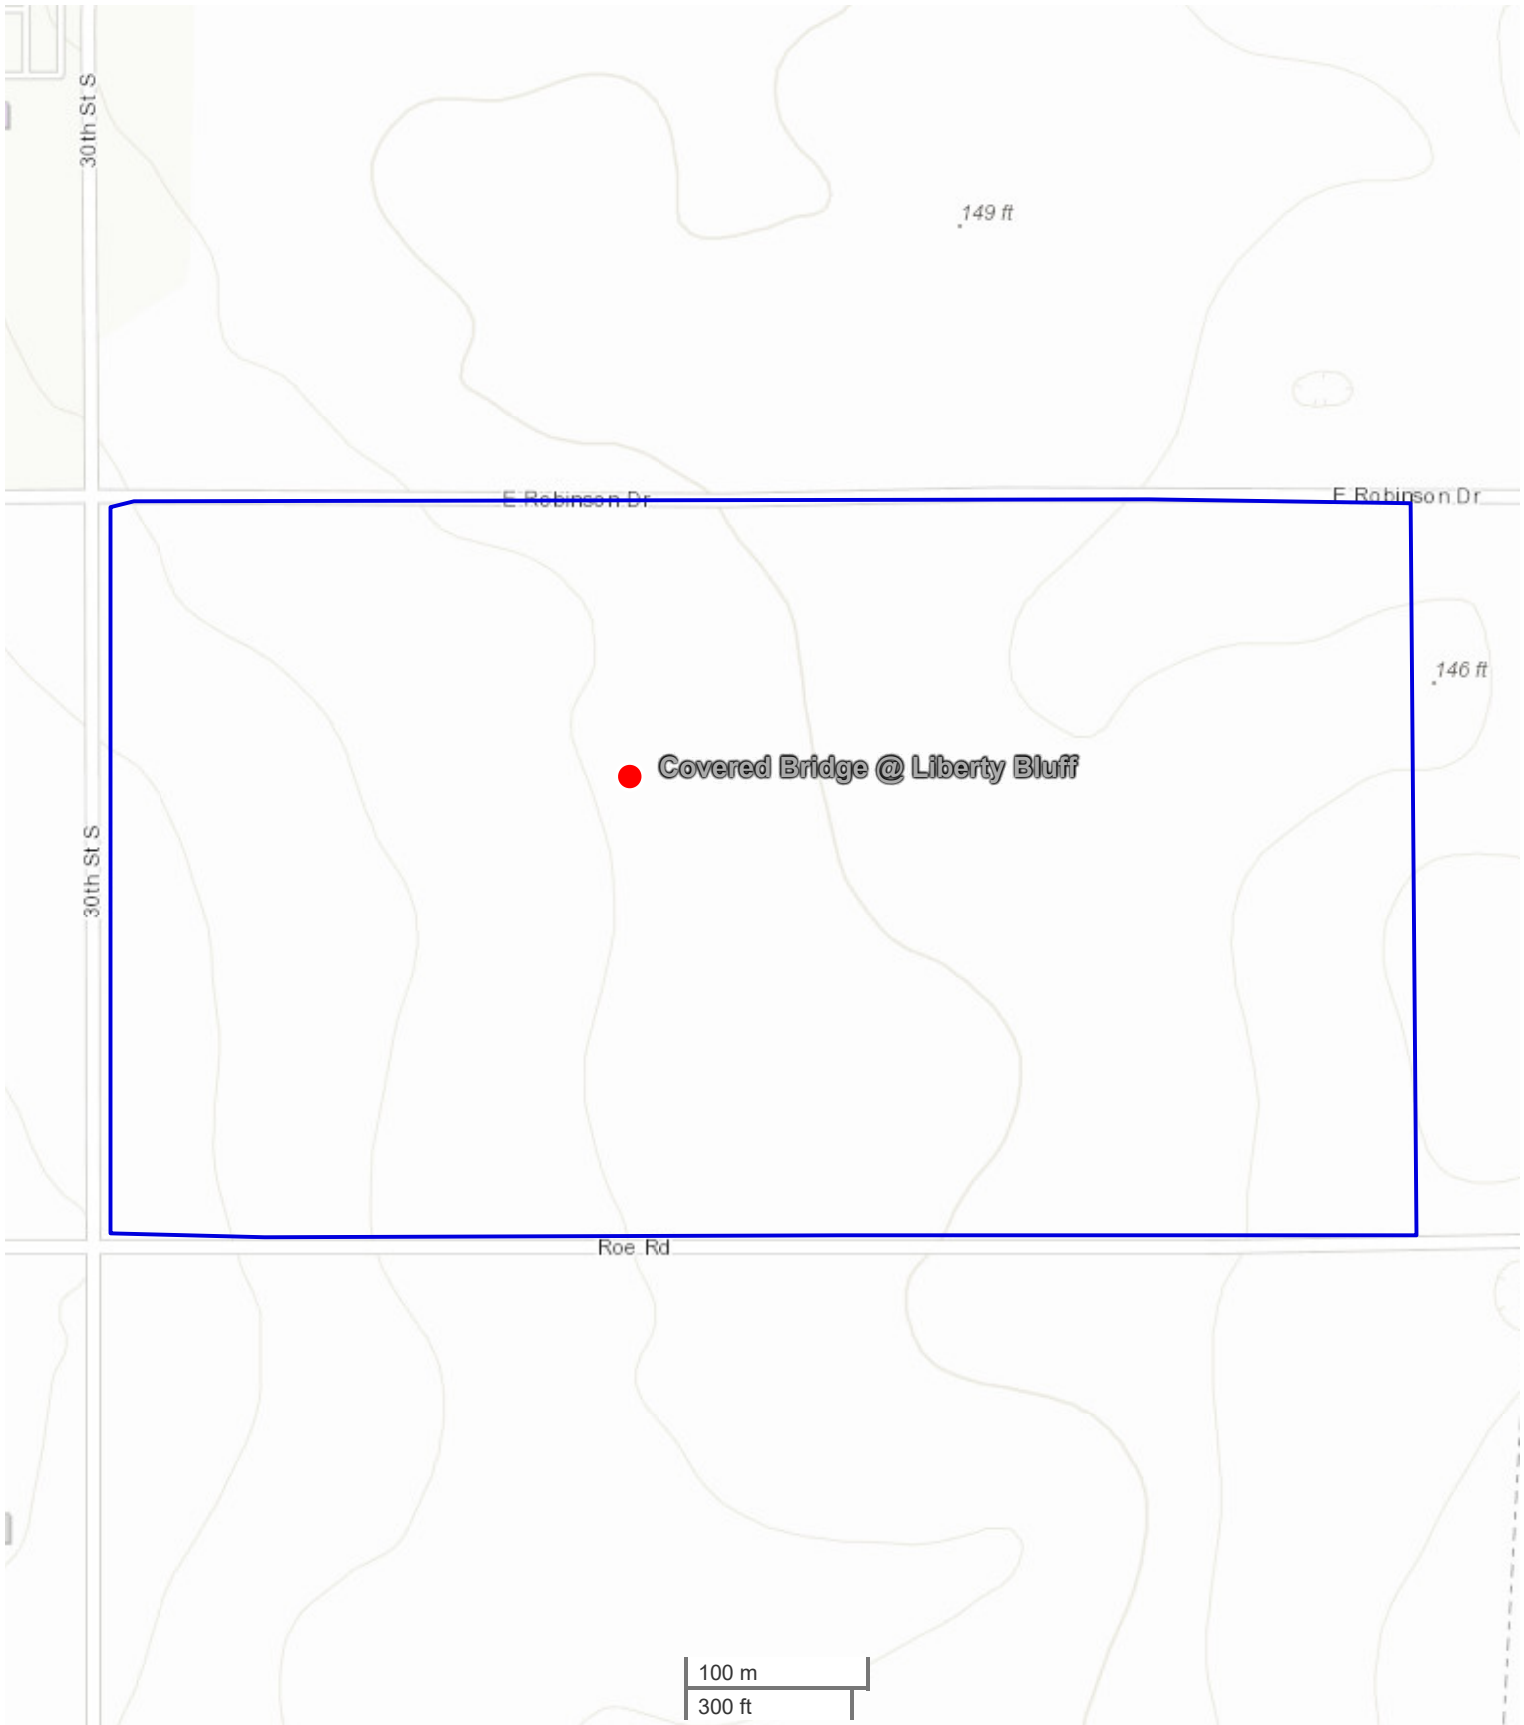 30th St S
149 ft
E Robinson Dr
E Robinson Dr
146 ft
Covered Bridge @ Liberty Bluff
30th St S
Roe Rd
100 m
300 ft